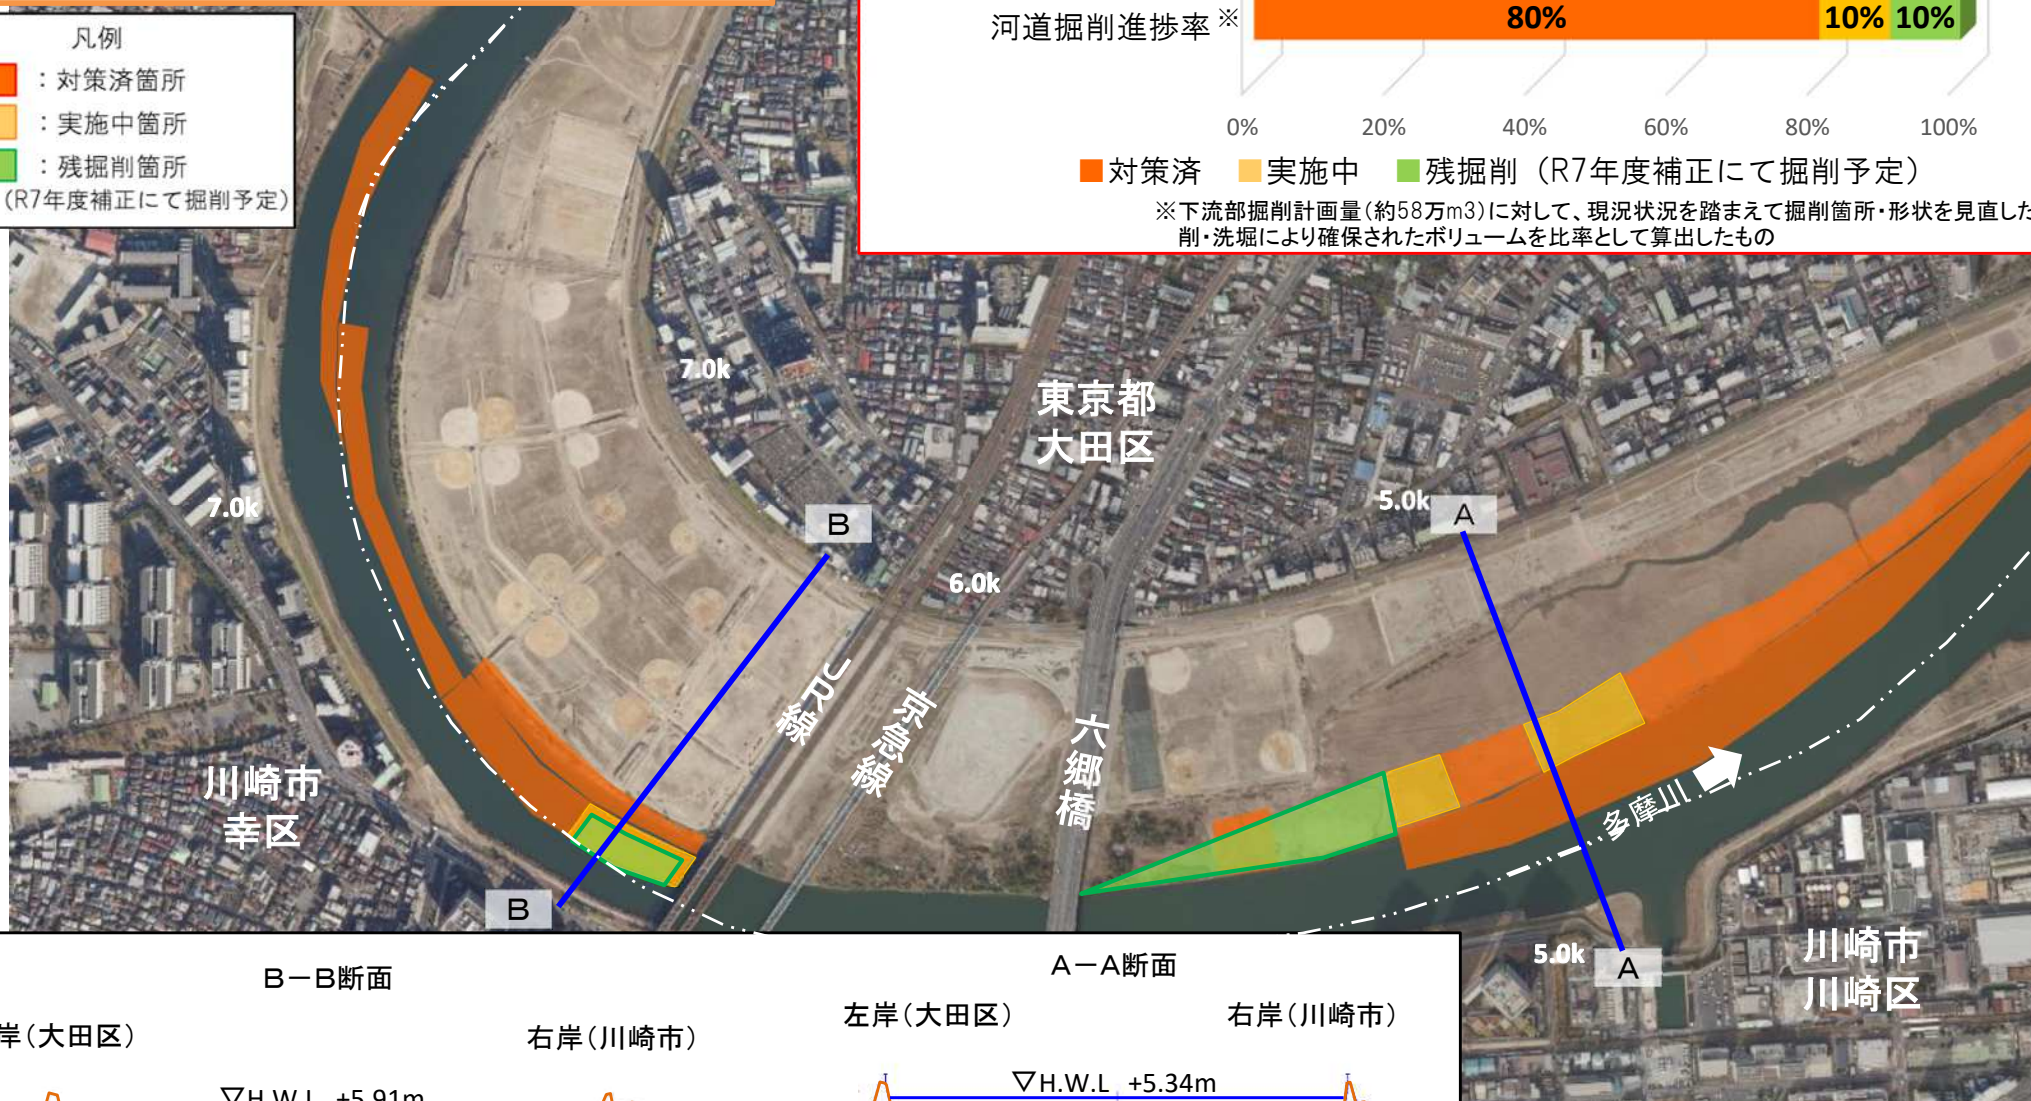 凡例
：対策済箇所
：実施中箇所
：残掘削箇所
(R7年度補正にて掘削予定)
河道掘削進捗率※
80% 10% 10%
0% 20% 40% 60% 80% 100%
対策済 実施中 残掘削（R7年度補正にて掘削予定）
※下流部掘削計画量(約58万m3)に対して、現況状況を踏まえて掘削箇所・形状を見直した
削・洗堀により確保されたボリュームを比率として算出したもの
7.0k
東京都
大田区
7.0k
5.0k
A
B
6.0k
JR線
京急線
六郷橋
川崎市
幸区
多摩川
B
5.0k
A
川崎市
川崎区
B－B断面
岸(大田区)
右岸(川崎市)
▽H.W.L +5.91m
A－A断面
左岸(大田区)
右岸(川崎市)
▽H.W.L +5.34m